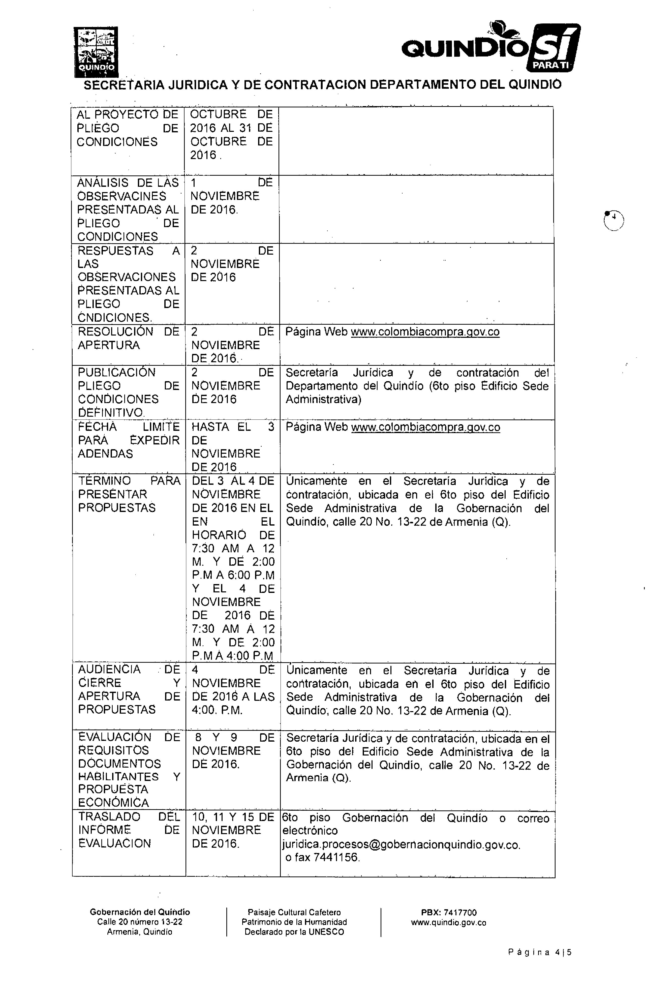 QUINDIO
QUINDIO SÍ
PARA TI
SECRETARIA JURIDICA Y DE CONTRATACION DEPARTAMENTO DEL QUINDIO
AL PROYECTO DE
PLIEGO DE
CONDICIONES
OCTUBRE DE
2016 AL 31 DE
OCTUBRE DE
2016.
ANÁLISIS DE LAS
OBSERVACINES
PRESENTADAS AL
PLIEGO DE
CONDICIONES
1 DE
NOVIEMBRE
DE 2016.
4
RESPUESTAS A
LAS
OBSERVACIONES
PRESENTADAS AL
PLIEGO DE
CNDICIONES.
2 DE
NOVIEMBRE
DE 2016
RESOLUCIÓN DE
APERTURA
2 DE
NOVIEMBRE
DE 2016.
Página Web www.colombiacompra.gov.co
PUBLICACIÓN
PLIEGO DE
CONDICIONES
DEFINITIVO.
2 DE
NOVIEMBRE
DE 2016
Secretaría Jurídica y de contratación del
Departamento del Quindío (6to piso Edificio Sede
Administrativa)
FECHA LIMITE
PARA EXPEDIR
ADENDAS
HASTA EL 3
DE
NOVIEMBRE
DE 2016
Página Web www.colombiacompra.gov.co
TÉRMINO PARA
PRESENTAR
PROPUESTAS
DEL 3 AL 4 DE
NOVIEMBRE
DE 2016 EN EL
EN EL
HORARIO DE
7:30 AM A 12
M. Y DE 2:00
P.M A 6:00 P.M
Y EL 4 DE
NOVIEMBRE
DE 2016 DE
7:30 AM A 12
M. Y DE 2:00
P.M A 4:00 P.M
Únicamente en el Secretaría Jurídica y de
contratación, ubicada en el 6to piso del Edificio
Sede Administrativa de la Gobernación del
Quindío, calle 20 No. 13-22 de Armenia (Q).
AUDIENCIA DE
CIERRE Y
APERTURA DE
PROPUESTAS
4 DE
NOVIEMBRE
DE 2016 A LAS
4:00. P.M.
Únicamente en el Secretaría Jurídica y de
contratación, ubicada en el 6to piso del Edificio
Sede Administrativa de la Gobernación del
Quindío, calle 20 No. 13-22 de Armenia (Q).
EVALUACIÓN DE
REQUISITOS
DOCUMENTOS
HABILITANTES Y
PROPUESTA
ECONÓMICA
8 Y 9 DE
NOVIEMBRE
DE 2016.
Secretaría Jurídica y de contratación, ubicada en el
6to piso del Edificio Sede Administrativa de la
Gobernación del Quindío, calle 20 No. 13-22 de
Armenia (Q).
TRASLADO DEL
INFORME DE
EVALUACION
10, 11 Y 15 DE
NOVIEMBRE
DE 2016.
6to piso Gobernación del Quindío o correo
electrónico
juridica.procesos@gobernacionquindio.gov.co.
o fax 7441156.
Gobernación del Quindío
Calle 20 número 13-22
Armenia, Quindío
Paisaje Cultural Cafetero
Patrimonio de la Humanidad
Declarado por la UNESCO
PBX: 7417700
www.quindio.gov.co
Página 4|5